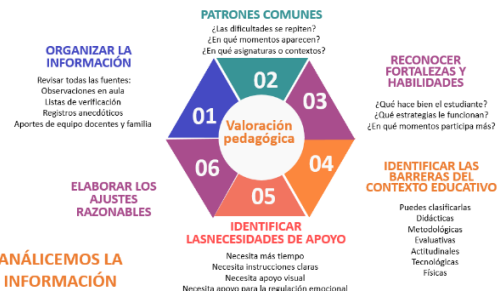 PATRONES COMUNES
¿Las dificultades se repiten?
¿En qué momentos aparecen?
¿En qué asignaturas o contextos?
ORGANIZAR LA
INFORMACIÓN
Revisar todas las fuentes:
Observaciones en aula
Listas de verificación
Registros anecdóticos
Aportes de equipo docentes y familia
RECONOCER
FORTALEZAS Y
HABILIDADES
¿Qué hace bien el estudiante?
¿Qué estrategias le funcionan?
¿En qué momentos participa más?
01
02
03
04
05
06
Valoración
pedagógica
IDENTIFICAR LAS
BARRERAS DEL
CONTEXTO EDUCATIVO
Puedes clasificarlas
Didácticas
Metodológicas
Evaluativas
Actitudinales
Tecnológicas
Físicas
IDENTIFICAR
LASNECESIDADES DE APOYO
Necesita más tiempo
Necesita instrucciones claras
Necesita apoyo visual
Necesita apoyo para la regulación emocional
ELABORAR LOS
AJUSTES
RAZONABLES
ANÁLICEMOS LA
INFORMACIÓN